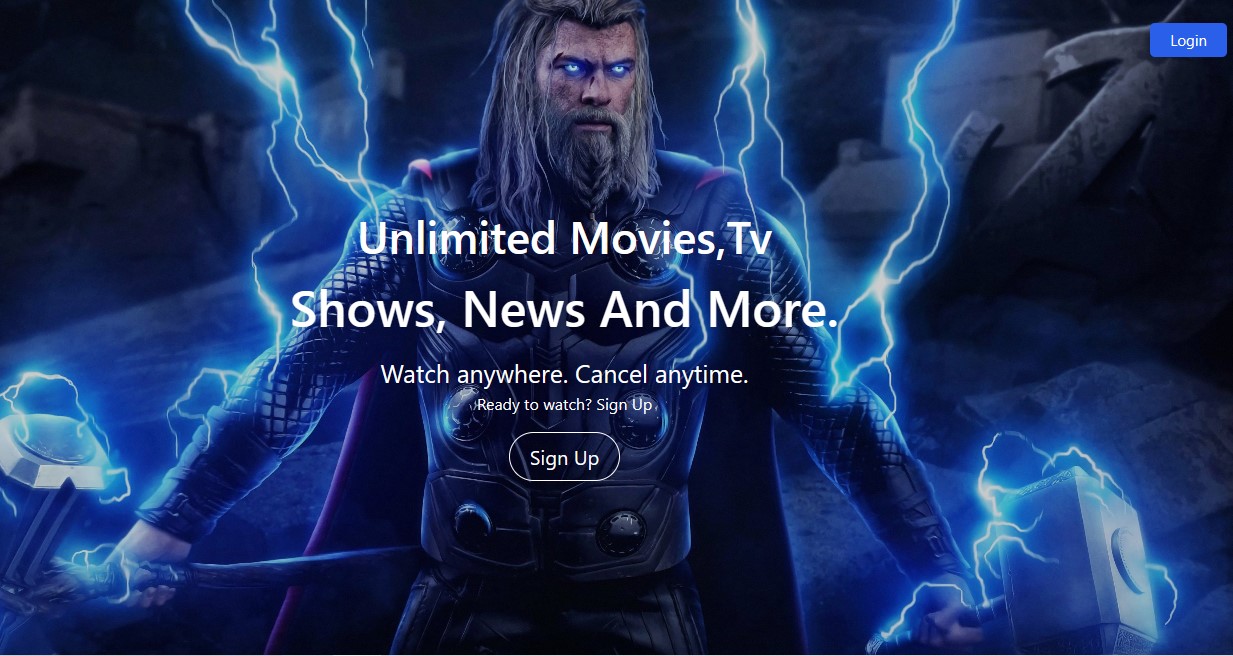 Login
Unlimited Movies,Tv
Shows, News And More.
Watch anywhere. Cancel anytime.
Ready to watch? Sign Up
Sign Up